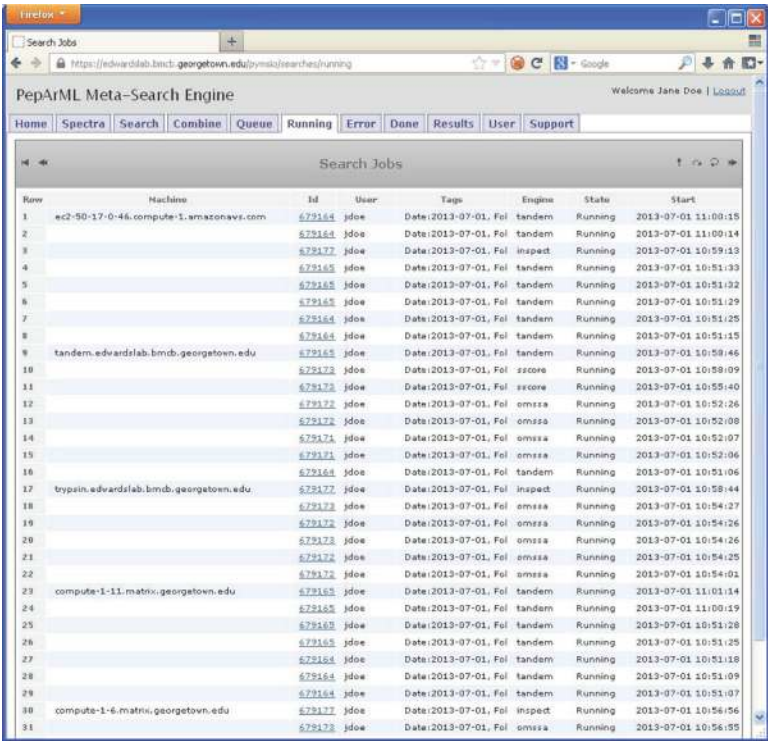 Firefox
Search Jobs
https://edwardslab.bmcb.georgetown.edu/pymsio/searches/running
Google
PepArML Meta-Search Engine
Welcome Jane Doe | Logout
Home Spectra Search Combine Queue Running Error Done Results User Support
Search Jobs
Row Machine Id User Tags Engine State Start
1 ec2-50-17-0-46.compute-1.amazonaws.com 679164 jdoe Date:2013-07-01, Fol tandem Running 2013-07-01 11:00:15
2 679164 jdoe Date:2013-07-01, Fol tandem Running 2013-07-01 11:00:14
3 679177 jdoe Date:2013-07-01, Fol inspect Running 2013-07-01 10:59:13
4 679165 jdoe Date:2013-07-01, Fol tandem Running 2013-07-01 10:51:33
5 679165 jdoe Date:2013-07-01, Fol tandem Running 2013-07-01 10:51:32
6 679165 jdoe Date:2013-07-01, Fol tandem Running 2013-07-01 10:51:29
7 679164 jdoe Date:2013-07-01, Fol tandem Running 2013-07-01 10:51:25
8 679164 jdoe Date:2013-07-01, Fol tandem Running 2013-07-01 10:51:15
9 tandem.edwardslab.bmcb.georgetown.edu 679165 jdoe Date:2013-07-01, Fol tandem Running 2013-07-01 10:58:46
10 679173 jdoe Date:2013-07-01, Fol sscore Running 2013-07-01 10:58:09
11 679173 jdoe Date:2013-07-01, Fol sscore Running 2013-07-01 10:55:40
12 679172 jdoe Date:2013-07-01, Fol omssa Running 2013-07-01 10:52:26
13 679172 jdoe Date:2013-07-01, Fol omssa Running 2013-07-01 10:52:08
14 679171 jdoe Date:2013-07-01, Fol omssa Running 2013-07-01 10:52:07
15 679171 jdoe Date:2013-07-01, Fol omssa Running 2013-07-01 10:52:06
16 679164 jdoe Date:2013-07-01, Fol tandem Running 2013-07-01 10:51:06
17 trypsin.edwardslab.bmcb.georgetown.edu 679177 jdoe Date:2013-07-01, Fol inspect Running 2013-07-01 10:58:44
18 679173 jdoe Date:2013-07-01, Fol omssa Running 2013-07-01 10:54:27
19 679172 jdoe Date:2013-07-01, Fol omssa Running 2013-07-01 10:54:26
20 679173 jdoe Date:2013-07-01, Fol omssa Running 2013-07-01 10:54:26
21 679172 jdoe Date:2013-07-01, Fol omssa Running 2013-07-01 10:54:25
22 679172 jdoe Date:2013-07-01, Fol omssa Running 2013-07-01 10:54:01
23 compute-1-11.matrix.georgetown.edu 679165 jdoe Date:2013-07-01, Fol tandem Running 2013-07-01 11:01:14
24 679165 jdoe Date:2013-07-01, Fol tandem Running 2013-07-01 11:00:19
25 679165 jdoe Date:2013-07-01, Fol tandem Running 2013-07-01 10:51:28
26 679165 jdoe Date:2013-07-01, Fol tandem Running 2013-07-01 10:51:25
27 679164 jdoe Date:2013-07-01, Fol tandem Running 2013-07-01 10:51:18
28 679164 jdoe Date:2013-07-01, Fol tandem Running 2013-07-01 10:51:09
29 679164 jdoe Date:2013-07-01, Fol tandem Running 2013-07-01 10:51:07
30 compute-1-6.matrix.georgetown.edu 679177 jdoe Date:2013-07-01, Fol inspect Running 2013-07-01 10:56:56
31 679173 jdoe Date:2013-07-01, Fol omssa Running 2013-07-01 10:56:55